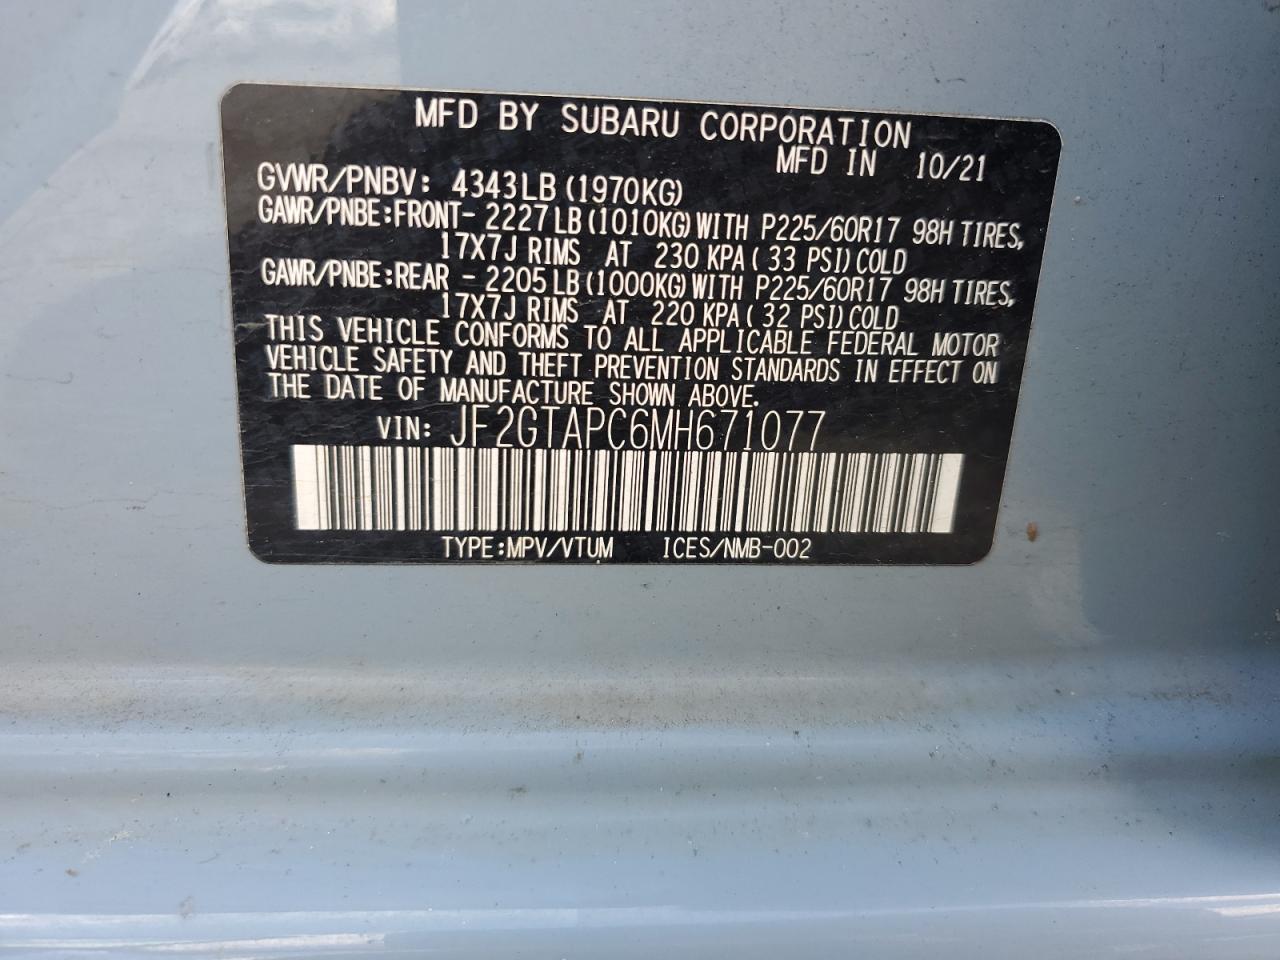 MFD BY SUBARU CORPORATION
MFD IN 10/21
GVWR/PNBV: 4343LB (1970KG)
GAWR/PNBE:FRONT- 2227 LB (1010KG) WITH P225/60R17 98H TIRES,
17X7J RIMS AT 230 KPA ( 33 PSI) COLD
GAWR/PNBE:REAR - 2205 LB (1000KG) WITH P225/60R17 98H TIRES,
17X7J RIMS AT 220 KPA ( 32 PSI) COLD
THIS VEHICLE CONFORMS TO ALL APPLICABLE FEDERAL MOTOR
VEHICLE SAFETY AND THEFT PREVENTION STANDARDS IN EFFECT ON
THE DATE OF MANUFACTURE SHOWN ABOVE.
VIN: JF2GTAPC6MH671077
TYPE:MPV/VTUM ICES/NMB-002